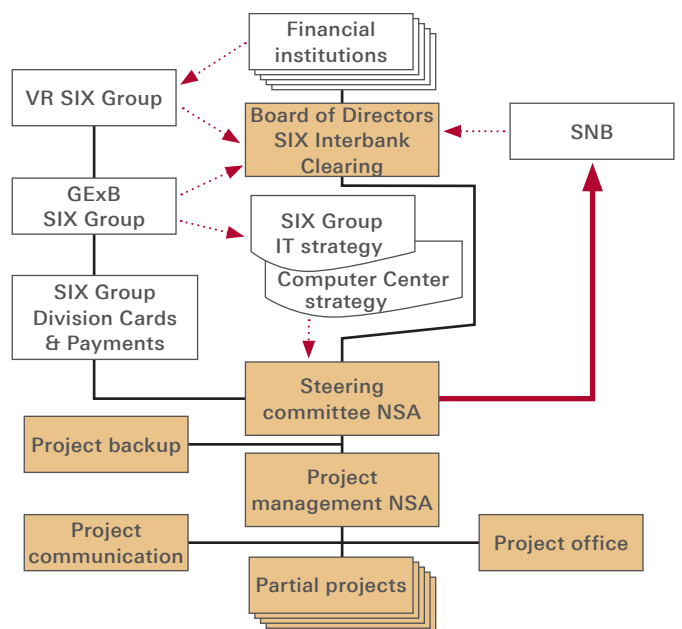 Financial
institutions
VR SIX Group
Board of Directors
SIX Interbank
Clearing
SNB
GExB
SIX Group
SIX Group
IT strategy
Computer Center
strategy
SIX Group
Division Cards
& Payments
Steering
committee NSA
Project backup
Project
management NSA
Project
communication
Project office
Partial projects